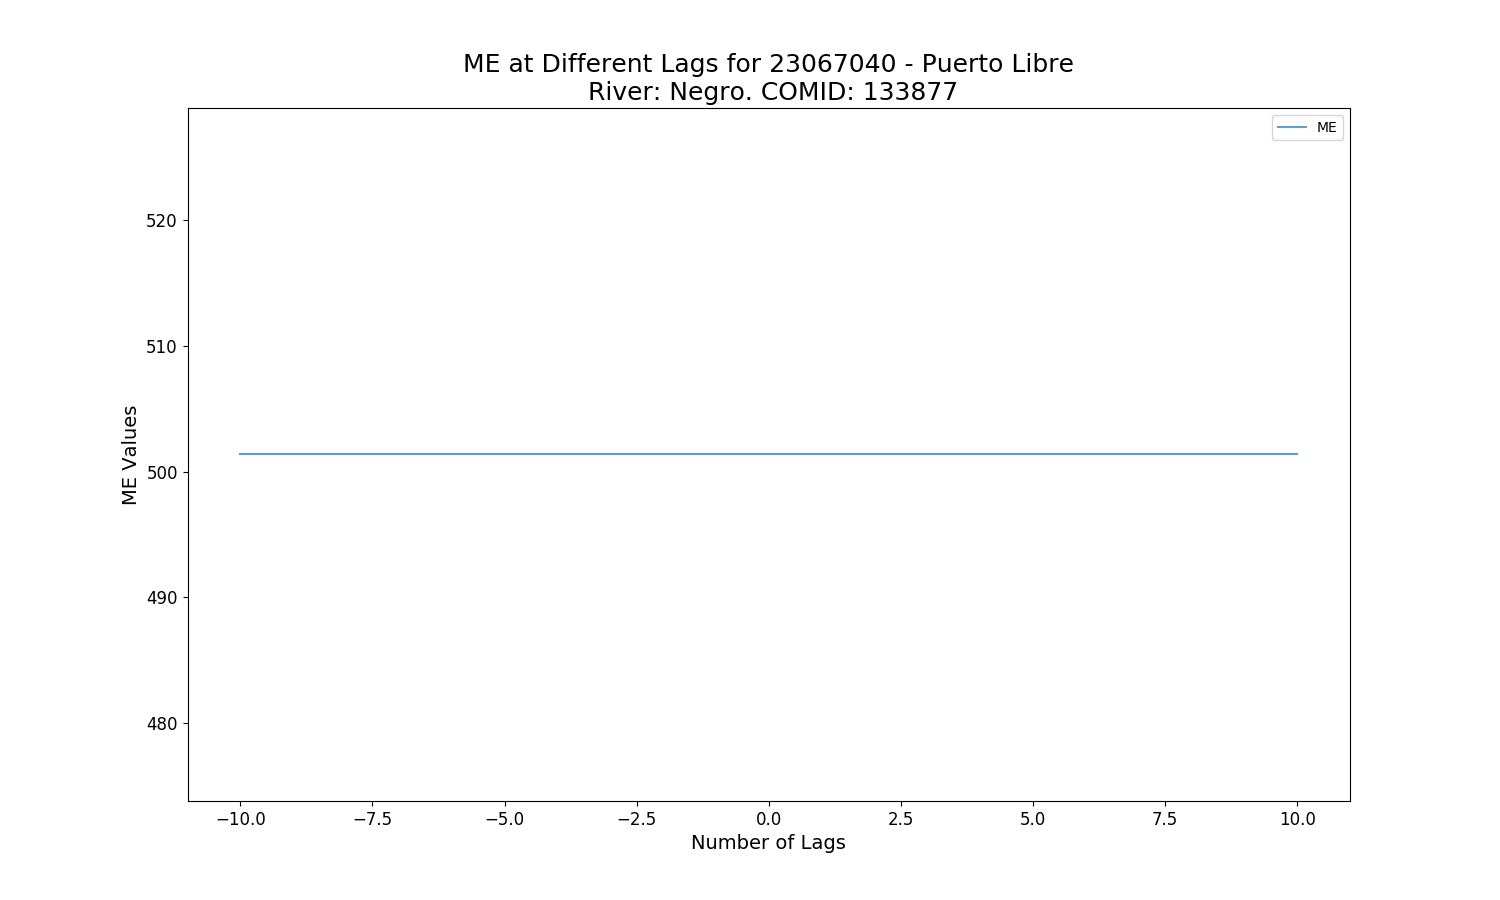 ME at Different Lags for 23067040 - Puerto Libre
River: Negro. COMID: 133877
ME
520
510
500
490
480
ME Values
−10.0 −7.5 −5.0 −2.5 0.0 2.5 5.0 7.5 10.0
Number of Lags